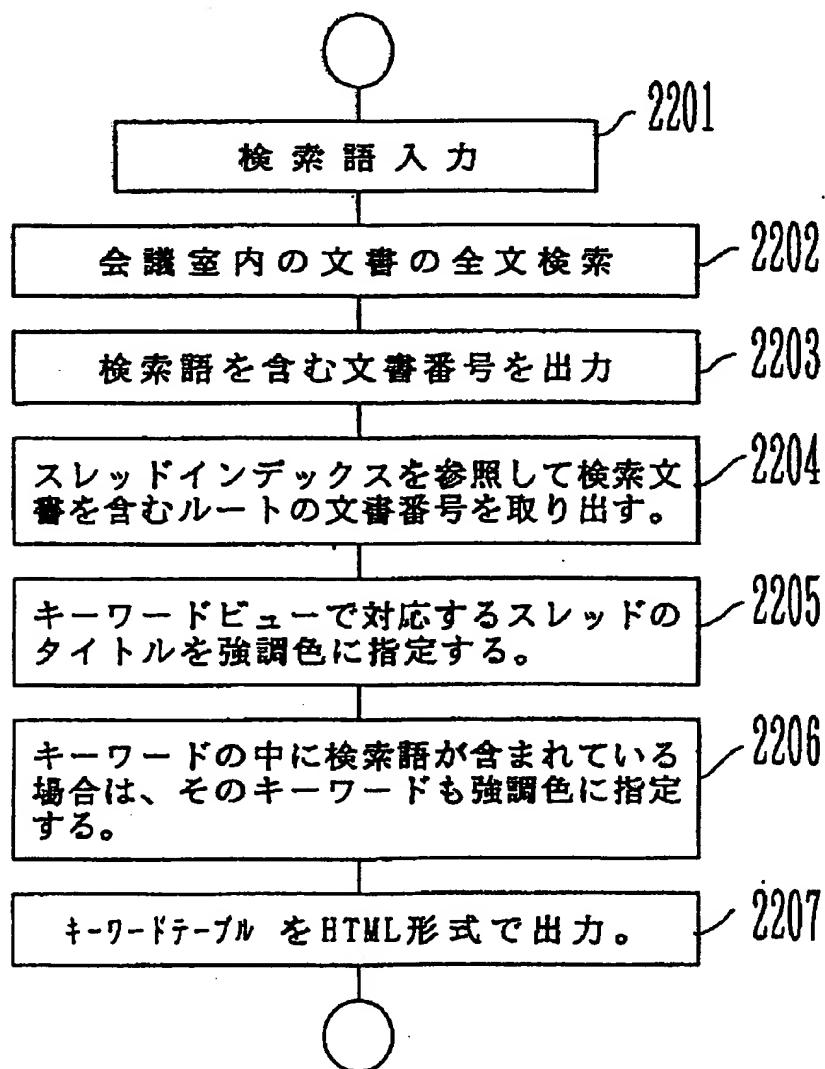 2201
検索語入力
2202
会議室内の文書の全文検索
2203
検索語を含む文書番号を出力
2204
スレッドインデックスを参照して検索文
書を含むルートの文書番号を取り出す。
2205
キーワードビューで対応するスレッドの
タイトルを強調色に指定する。
2206
キーワードの中に検索語が含まれている
場合は、そのキーワードも強調色に指定
する。
2207
キーワードテーブル をHTML形式で出力。